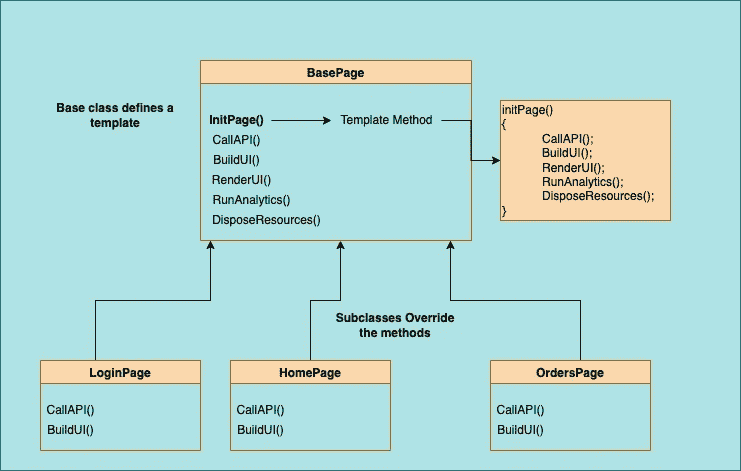 BasePage
Base class defines a
template
InitPage()
Template Method
CallAPI()
BuildUI()
RenderUI()
RunAnalytics()
DisposeResources()
initPage()
{
CallAPI();
BuildUI();
RenderUI();
RunAnalytics();
DisposeResources();
}
Subclasses Override
the methods
LoginPage
CallAPI()
BuildUI()
HomePage
CallAPI()
BuildUI()
OrdersPage
CallAPI()
BuildUI()